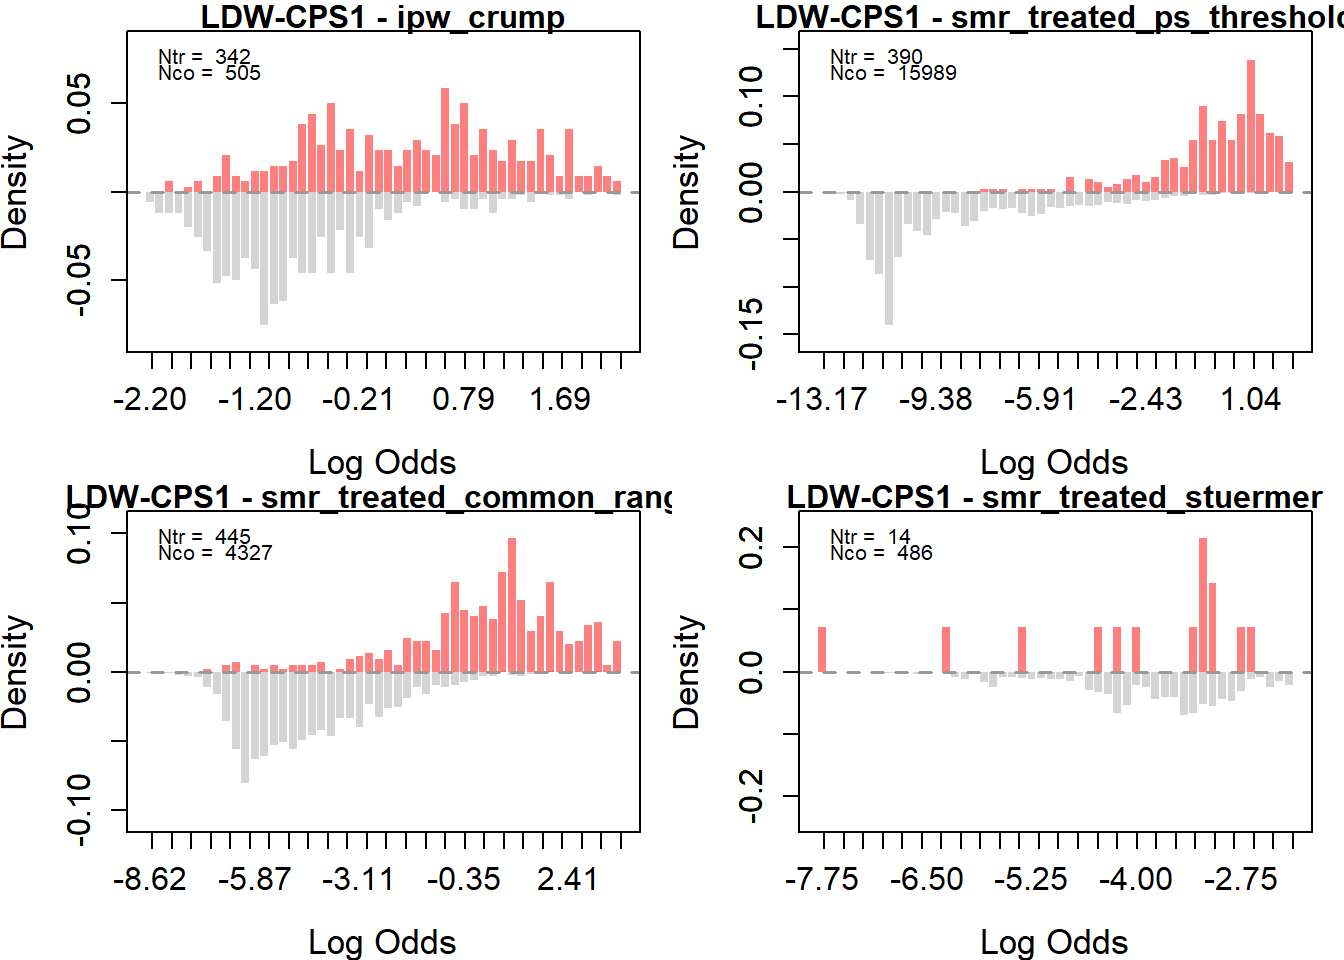 LDW-CPS1 - ipw_crump
Ntr = 342
Nco = 505
0.05
-0.05
Density
-2.20 -1.20 -0.21 0.79 1.69
Log Odds
LDW-CPS1 - smr_treated_ps_threshold
Ntr = 390
Nco = 15989
0.10
0.00
-0.15
Density
-13.17 -9.38 -5.91 -2.43 1.04
Log Odds
LDW-CPS1 - smr_treated_common_rang
Ntr = 445
Nco = 4327
0.10
0.00
-0.10
Density
-8.62 -5.87 -3.11 -0.35 2.41
Log Odds
LDW-CPS1 - smr_treated_stuermer
Ntr = 14
Nco = 486
0.2
0.0
-0.2
Density
-7.75 -6.50 -5.25 -4.00 -2.75
Log Odds